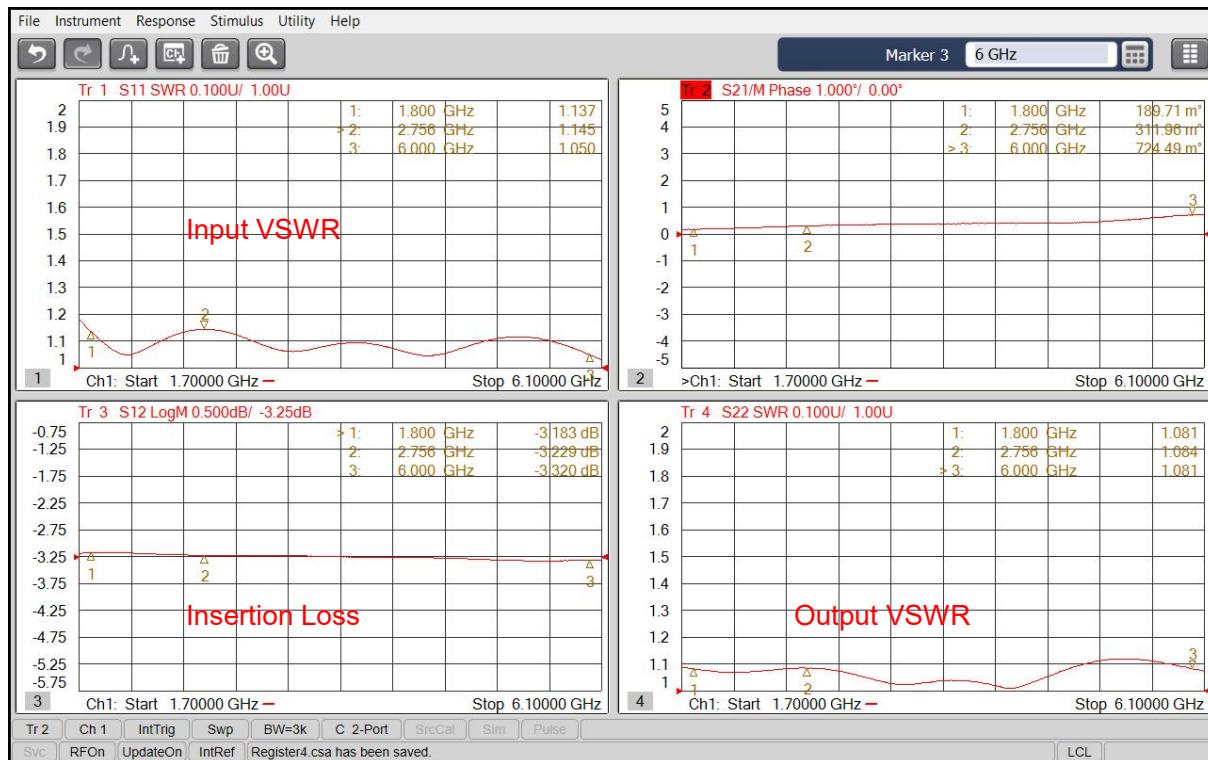 File Instrument Response Stimulus Utility Help
Marker 3 6 GHz
Tr 1 S11 SWR 0.100U/ 1.00U
1: 1.800 GHz 1.137
> 2: 2.756 GHz 1.145
3: 6.000 GHz 1.050
2
1.9
1.8
1.7
1.6
1.5
1.4
1.3
1.2
1.1
1
Input VSWR
1
2
3
1 Ch1: Start 1.70000 GHz Stop 6.10000 GHz
Tr 2 S21/M Phase 1.000°/ 0.00°
1: 1.800 GHz 189.71 m°
2: 2.756 GHz 311.96 m°
> 3: 6.000 GHz 724.49 m°
5
4
3
2
1
0
-1
-2
-3
-4
-5
1
2
3
2 >Ch1: Start 1.70000 GHz Stop 6.10000 GHz
Tr 3 S12 LogM 0.500dB/ -3.25dB
> 1: 1.800 GHz -3.183 dB
2: 2.756 GHz -3.229 dB
3: 6.000 GHz -3.320 dB
-0.75
-1.25
-1.75
-2.25
-2.75
-3.25
-3.75
-4.25
-4.75
-5.25
-5.75
1
2
3
Insertion Loss
3 Ch1: Start 1.70000 GHz Stop 6.10000 GHz
Tr 4 S22 SWR 0.100U/ 1.00U
1: 1.800 GHz 1.081
2: 2.756 GHz 1.084
> 3: 6.000 GHz 1.081
2
1.9
1.8
1.7
1.6
1.5
1.4
1.3
1.2
1.1
1
Output VSWR
1
2
3
4 Ch1: Start 1.70000 GHz Stop 6.10000 GHz
Tr 2 Ch 1 IntTrig Swp BW=3k C 2-Port SrcCal Sim Pulse
Svc RFOn UpdateOn IntRef Register4.csa has been saved. LCL